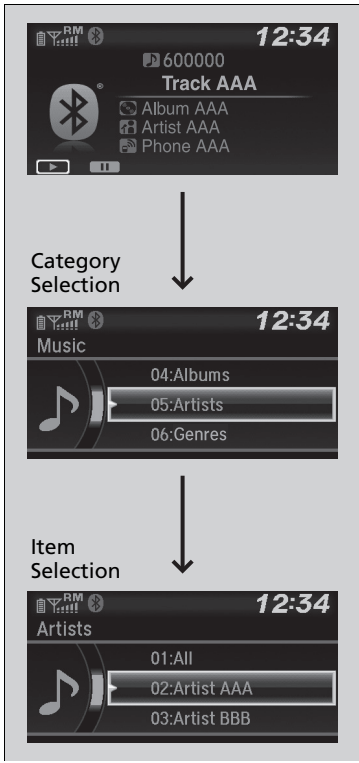 RM 12:34
600000
Track AAA
Album AAA
Artist AAA
Phone AAA
Category
Selection
RM 12:34
Music
04:Albums
05:Artists
06:Genres
Item
Selection
RM 12:34
Artists
01:All
02:Artist AAA
03:Artist BBB